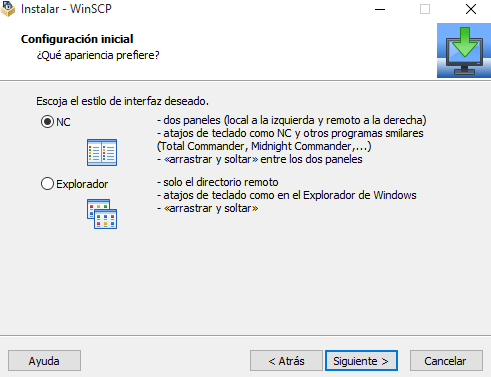 Instalar - WinSCP
Configuración inicial
¿Qué apariencia prefiere?
Escoja el estilo de interfaz deseado.
NC
- dos paneles (local a la izquierda y remoto a la derecha)
- atajos de teclado como NC y otros programas smilares
(Total Commander, Midnight Commander,...)
- «arrastrar y soltar» entre los dos paneles
Explorador
- solo el directorio remoto
- atajos de teclado como en el Explorador de Windows
- «arrastrar y soltar»
Ayuda
< Atrás
Siguiente >
Cancelar